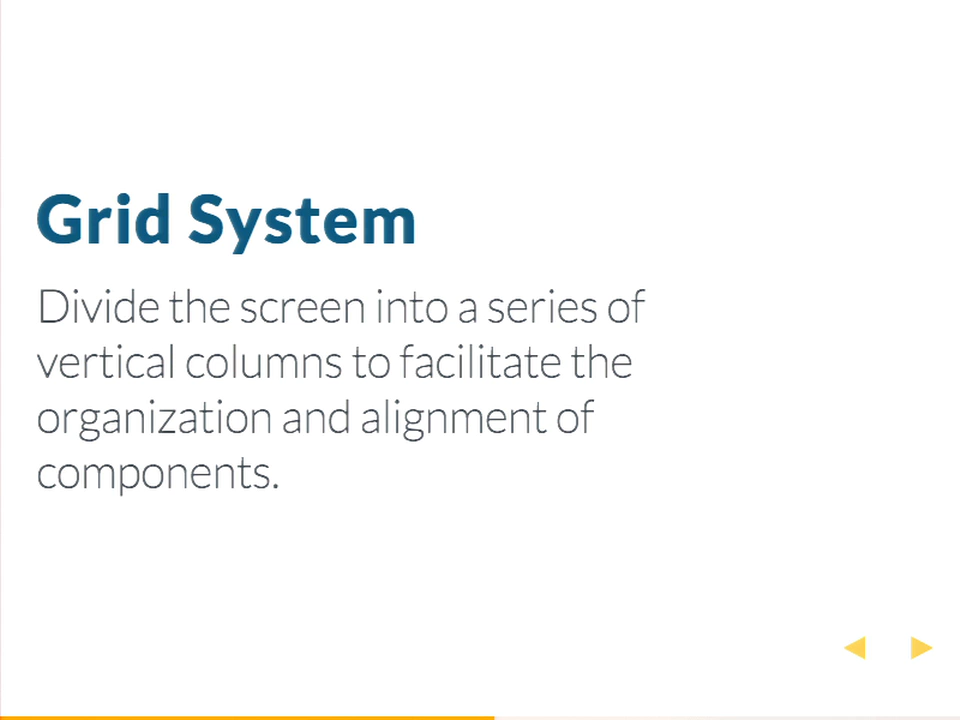 Grid System
Divide the screen into a series of
vertical columns to facilitate the
organization and alignment of
components.